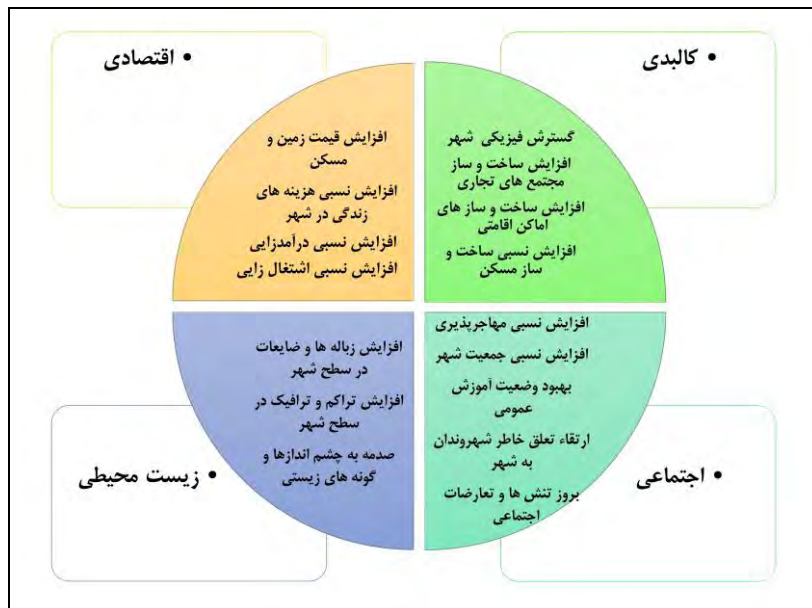 • کالبدی
گسترش فیزیکی شهر
افزایش ساخت و ساز
مجتمع های تجاری
افزایش ساخت و ساز های
اماکن اقامتی
افزایش نسبی ساخت و
ساز مسکن
• اقتصادی
افزایش قیمت زمین و
مسکن
افزایش نسبی هزینه های
زندگی در شهر
افزایش نسبی درآمدزایی
افزایش نسبی اشتغال زایی
• اجتماعی
افزایش نسبی مهاجرپذیری
افزایش نسبی جمعیت شهر
بهبود وضعیت آموزش
عمومی
ارتقاء تعلق خاطر شهروندان
به شهر
بروز تنش ها و تعارضات
اجتماعی
• زیست محیطی
افزایش زباله ها و ضایعات
در سطح شهر
افزایش تراکم و ترافیک در
سطح شهر
صدمه به چشم اندازها و
گونه های زیستی